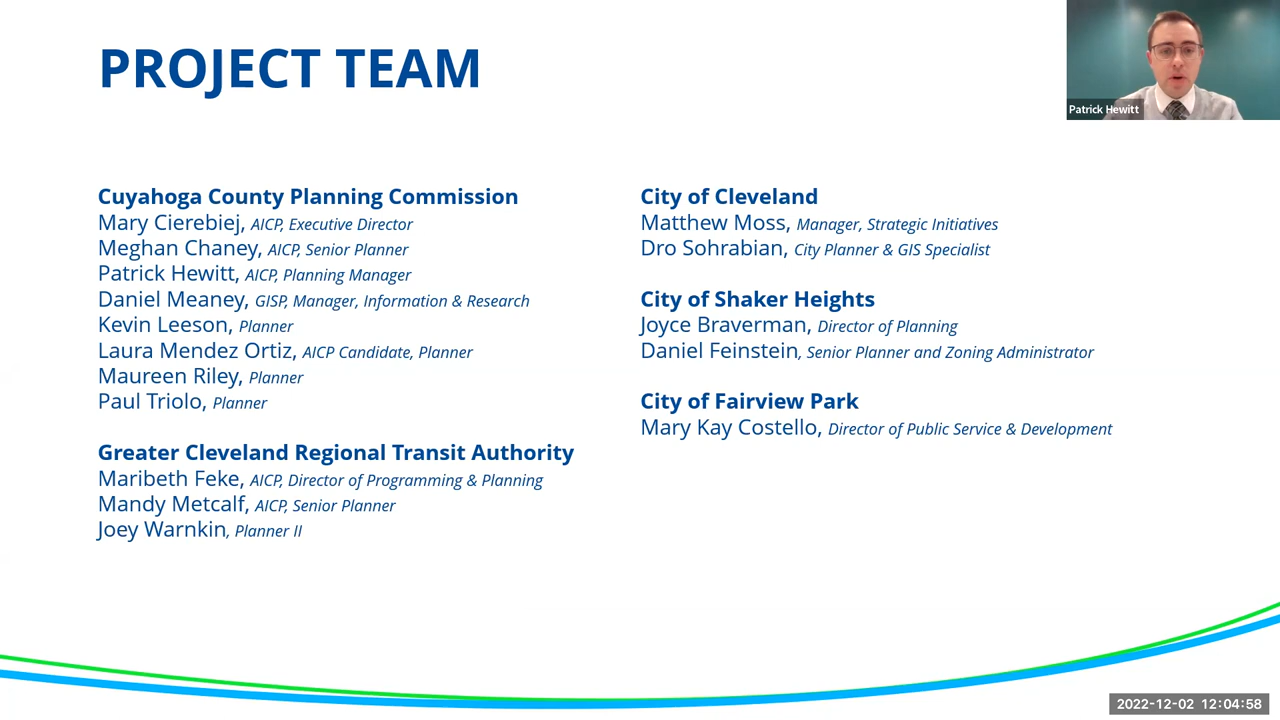 PROJECT TEAM
Patrick Hewitt
Cuyahoga County Planning Commission
Mary Cierebiej, AICP, Executive Director
Meghan Chaney, AICP, Senior Planner
Patrick Hewitt, AICP, Planning Manager
Daniel Meaney, GISP, Manager, Information & Research
Kevin Leeson, Planner
Laura Mendez Ortiz, AICP Candidate, Planner
Maureen Riley, Planner
Paul Triolo, Planner
Greater Cleveland Regional Transit Authority
Maribeth Feke, AICP, Director of Programming & Planning
Mandy Metcalf, AICP, Senior Planner
Joey Warnkin, Planner II
City of Cleveland
Matthew Moss, Manager, Strategic Initiatives
Dro Sohrabian, City Planner & GIS Specialist
City of Shaker Heights
Joyce Braverman, Director of Planning
Daniel Feinstein, Senior Planner and Zoning Administrator
City of Fairview Park
Mary Kay Costello, Director of Public Service & Development
2022-12-02 12:04:58